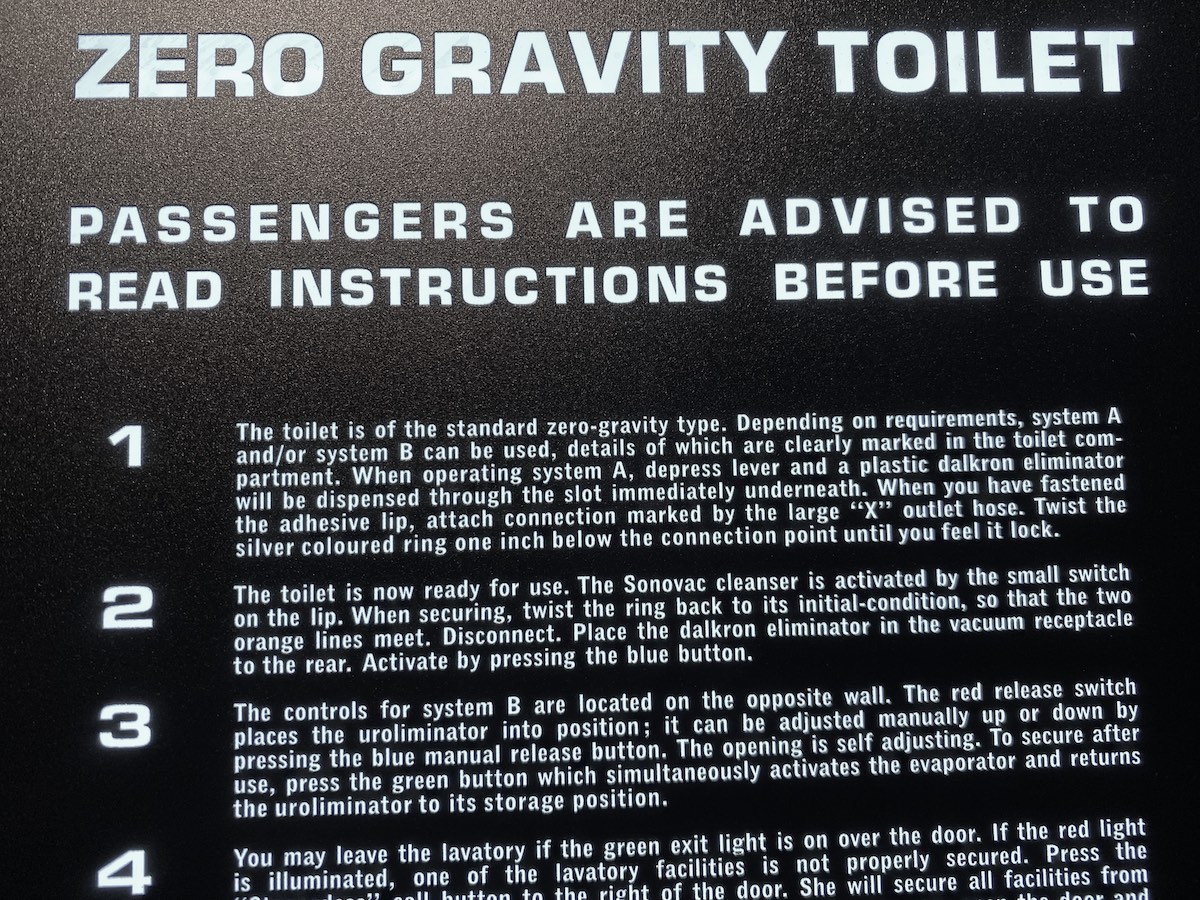 ZERO GRAVITY TOILET
PASSENGERS ARE ADVISED TO
READ INSTRUCTIONS BEFORE USE
1
The toilet is of the standard zero-gravity type. Depending on requirements, system A
and/or system B can be used, details of which are clearly marked in the toilet com-
partment. When operating system A, depress lever and a plastic dalkron eliminator
will be dispensed through the slot immediately underneath. When you have fastened
the adhesive lip, attach connection marked by the large “X” outlet hose. Twist the
silver coloured ring one inch below the connection point until you feel it lock.
2
The toilet is now ready for use. The Sonovac cleanser is activated by the small switch
on the lip. When securing, twist the ring back to its initial-condition, so that the two
orange lines meet. Disconnect. Place the dalkron eliminator in the vacuum receptacle
to the rear. Activate by pressing the blue button.
3
The controls for system B are located on the opposite wall. The red release switch
places the uroliminator into position; it can be adjusted manually up or down by
pressing the blue manual release button. The opening is self adjusting. To secure after
use, press the green button which simultaneously activates the evaporator and returns
the uroliminator to its storage position.
4
You may leave the lavatory if the green exit light is on over the door. If the red light
is illuminated, one of the lavatory facilities is not properly secured. Press the
call button to the right of the door. She will secure all facilities from
the door and